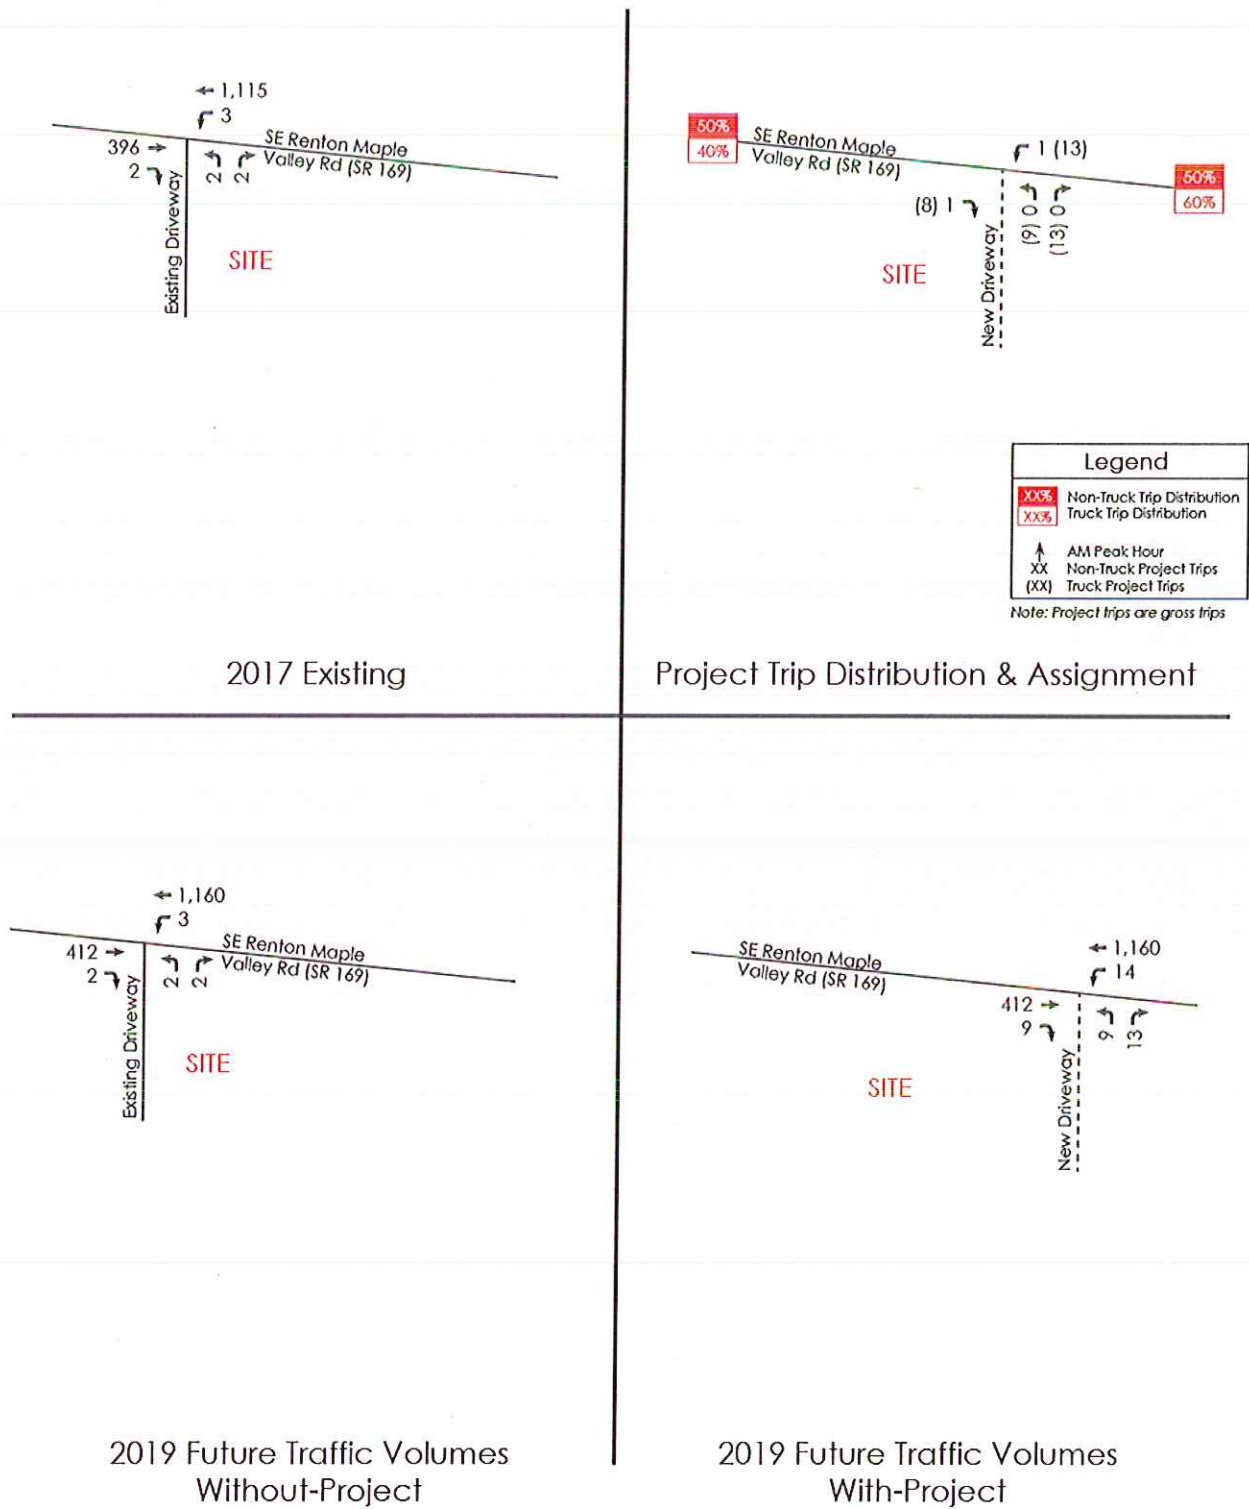 1,115
3
396
2
2
2
SE Renton Maple
Valley Rd (SR 169)
Existing Driveway
SITE
2017 Existing
50%
40%
SE Renton Maple
Valley Rd (SR 169)
1 (13)
50%
60%
(8) 1
(9) 0
(13) 0
SITE
New Driveway
Legend
XX% Non-Truck Trip Distribution
XX% Truck Trip Distribution
AM Peak Hour
XX Non-Truck Project Trips
(XX) Truck Project Trips
Note: Project trips are gross trips
Project Trip Distribution & Assignment
1,160
3
412
2
2
2
SE Renton Maple
Valley Rd (SR 169)
Existing Driveway
SITE
2019 Future Traffic Volumes
Without-Project
SE Renton Maple
Valley Rd (SR 169)
1,160
14
412
9
9
13
SITE
New Driveway
2019 Future Traffic Volumes
With-Project